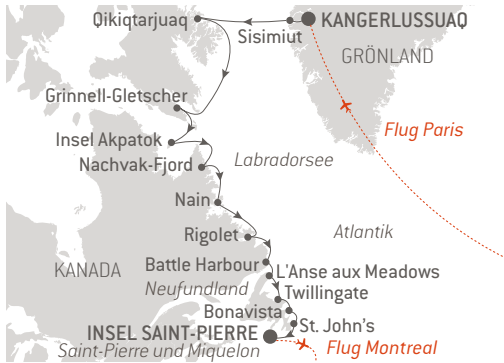 Qikiqtarjuaq
KANGERLUSSUAQ
Sisimiut
GRÖNLAND
Grinnell-Gletscher
Flug Paris
Insel Akpatok
Labradorsee
Nachvak-Fjord
Nain
Atlantik
Rigolet
Battle Harbour
KANADA
L'Anse aux Meadows
Neufundland
Twillingate
Bonavista
St. John's
INSEL SAINT-PIERRE
Flug Montreal
Saint-Pierre und Miquelon